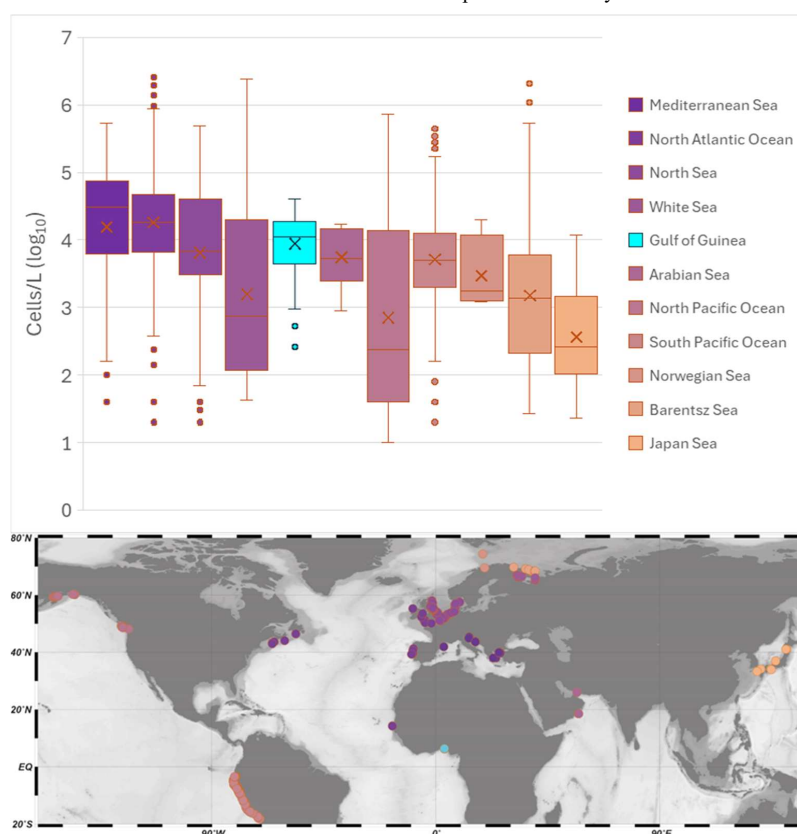 7
6
5
4
3
2
1
0
Cells/L (log10)
Mediterranean Sea
North Atlantic Ocean
North Sea
White Sea
Gulf of Guinea
Arabian Sea
North Pacific Ocean
South Pacific Ocean
Norwegian Sea
Barentsz Sea
Japan Sea
80°N
60°N
40°N
20°N
EQ
20°S
0°